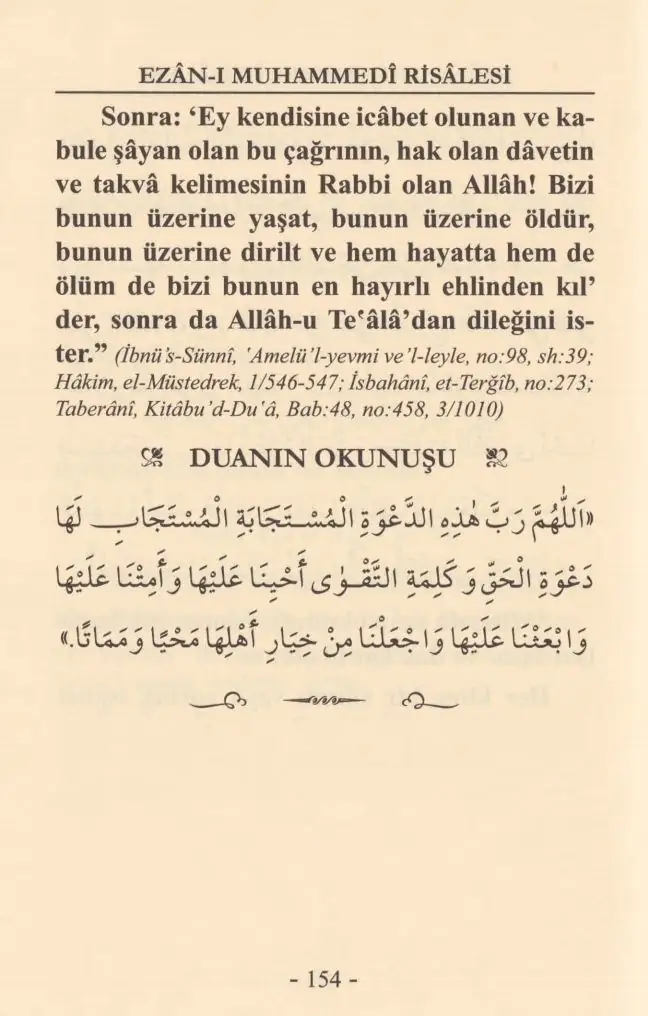 EZÂN-I MUHAMMEDÎ RİSÂLESİ
Sonra: ‘Ey kendisine icâbet olunan ve ka-
bule şâyan olan bu çağrının, hak olan dâvetin
ve takvâ kelimesinin Rabbi olan Allâh! Bizi
bunun üzerine yaşat, bunun üzerine öldür,
bunun üzerine dirilt ve hem hayatta hem de
ölüm de bizi bunun en hayırlı ehlinden kıl’
der, sonra da Allâh-u Teʽâlâ’dan dileğini is-
ter.” (İbnü's-Sünnî, ʽAmelü’l-yevmi ve’l-leyle, no:98, sh:39;
Hâkim, el-Müstedrek, 1/546-547; İsbahânî, et-Terğîb, no:273;
Taberânî, Kitâbu’d-Duʽâ, Bab:48, no:458, 3/1010)
DUANIN OKUNUŞU
«اَللّٰهُمَّ رَبَّ هٰذِهِ الدَّعْوَةِ الْمُسْتَجَابَةِ الْمُسْتَجَابِ لَهَا
دَعْوَةِ الْحَقِّ وَكَلِمَةِ التَّقْوٰى أَحْيِنَا عَلَيْهَا وَأَمِتْنَا عَلَيْهَا
وَابْعَثْنَا عَلَيْهَا وَاجْعَلْنَا مِنْ خِيَارِ أَهْلِهَا مَحْيًا وَمَمَاتًا.»
- 154 -